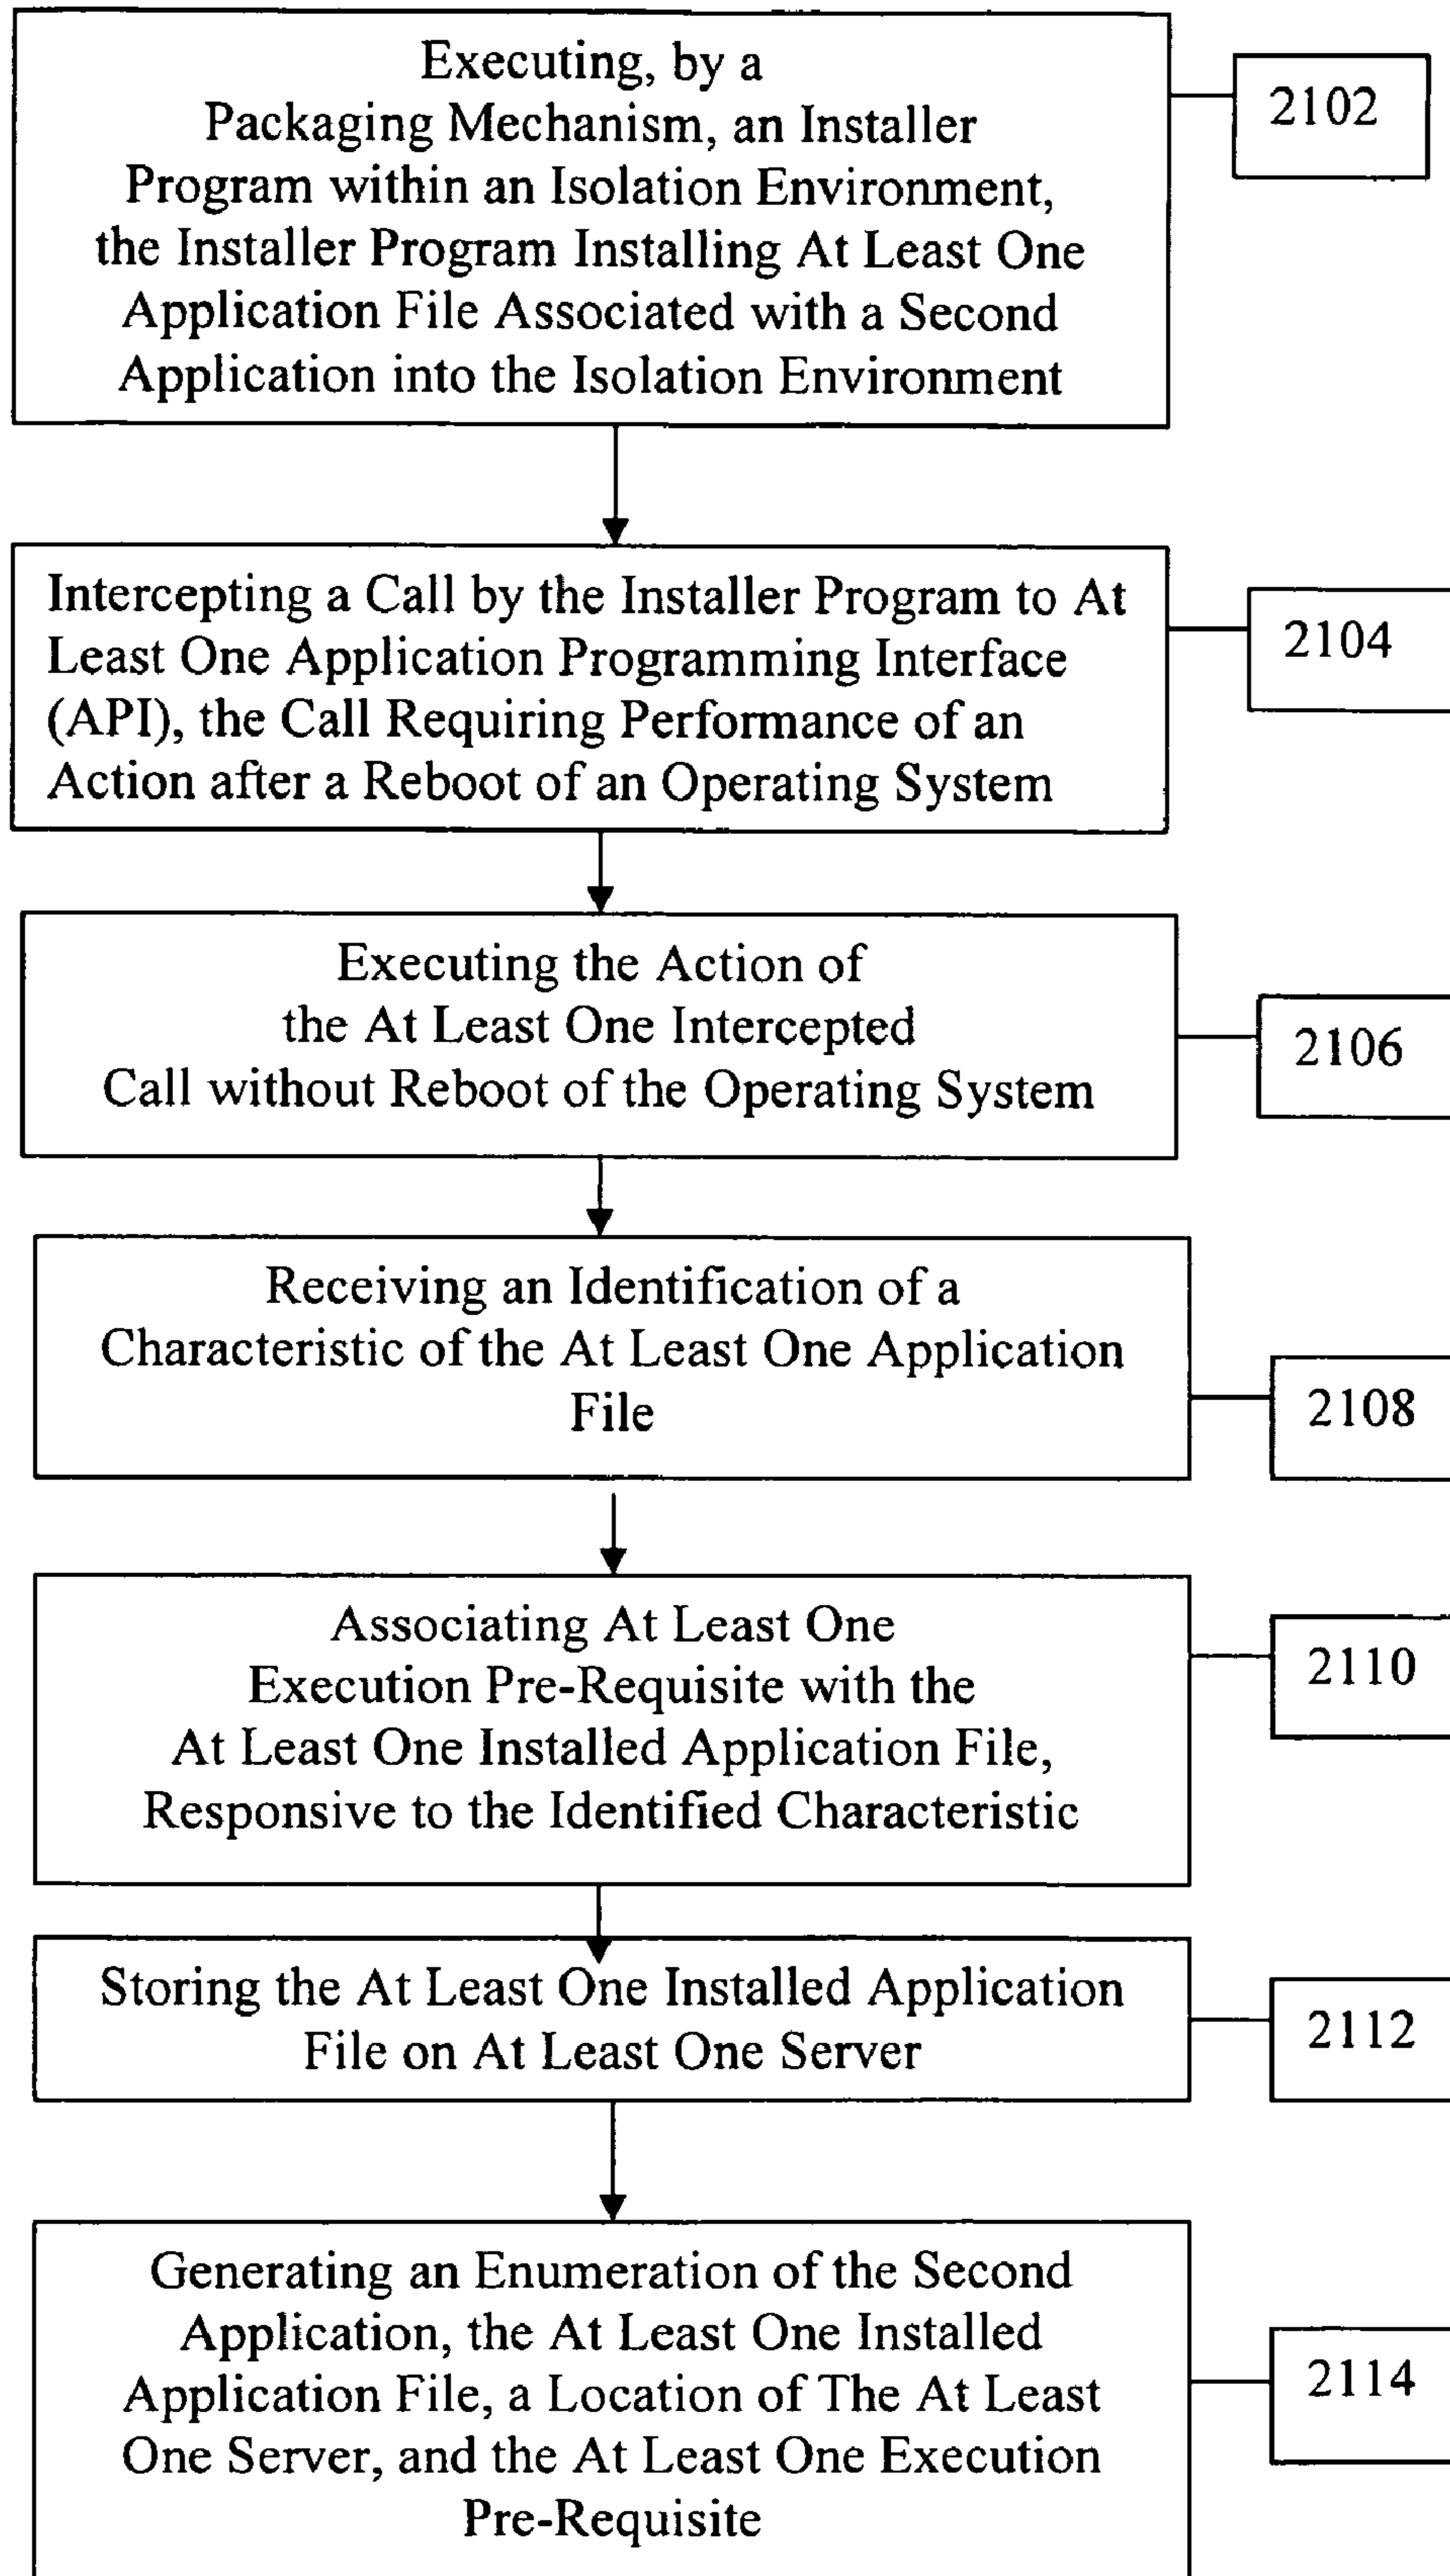 Executing, by a
Packaging Mechanism, an Installer
Program within an Isolation Environment,
the Installer Program Installing At Least One
Application File Associated with a Second
Application into the Isolation Environment
2102
Intercepting a Call by the Installer Program to At
Least One Application Programming Interface
(API), the Call Requiring Performance of an
Action after a Reboot of an Operating System
2104
Executing the Action of
the At Least One Intercepted
Call without Reboot of the Operating System
2106
Receiving an Identification of a
Characteristic of the At Least One Application
File
2108
Associating At Least One
Execution Pre-Requisite with the
At Least One Installed Application File,
Responsive to the Identified Characteristic
2110
Storing the At Least One Installed Application
File on At Least One Server
2112
Generating an Enumeration of the Second
Application, the At Least One Installed
Application File, a Location of The At Least
One Server, and the At Least One Execution
Pre-Requisite
2114